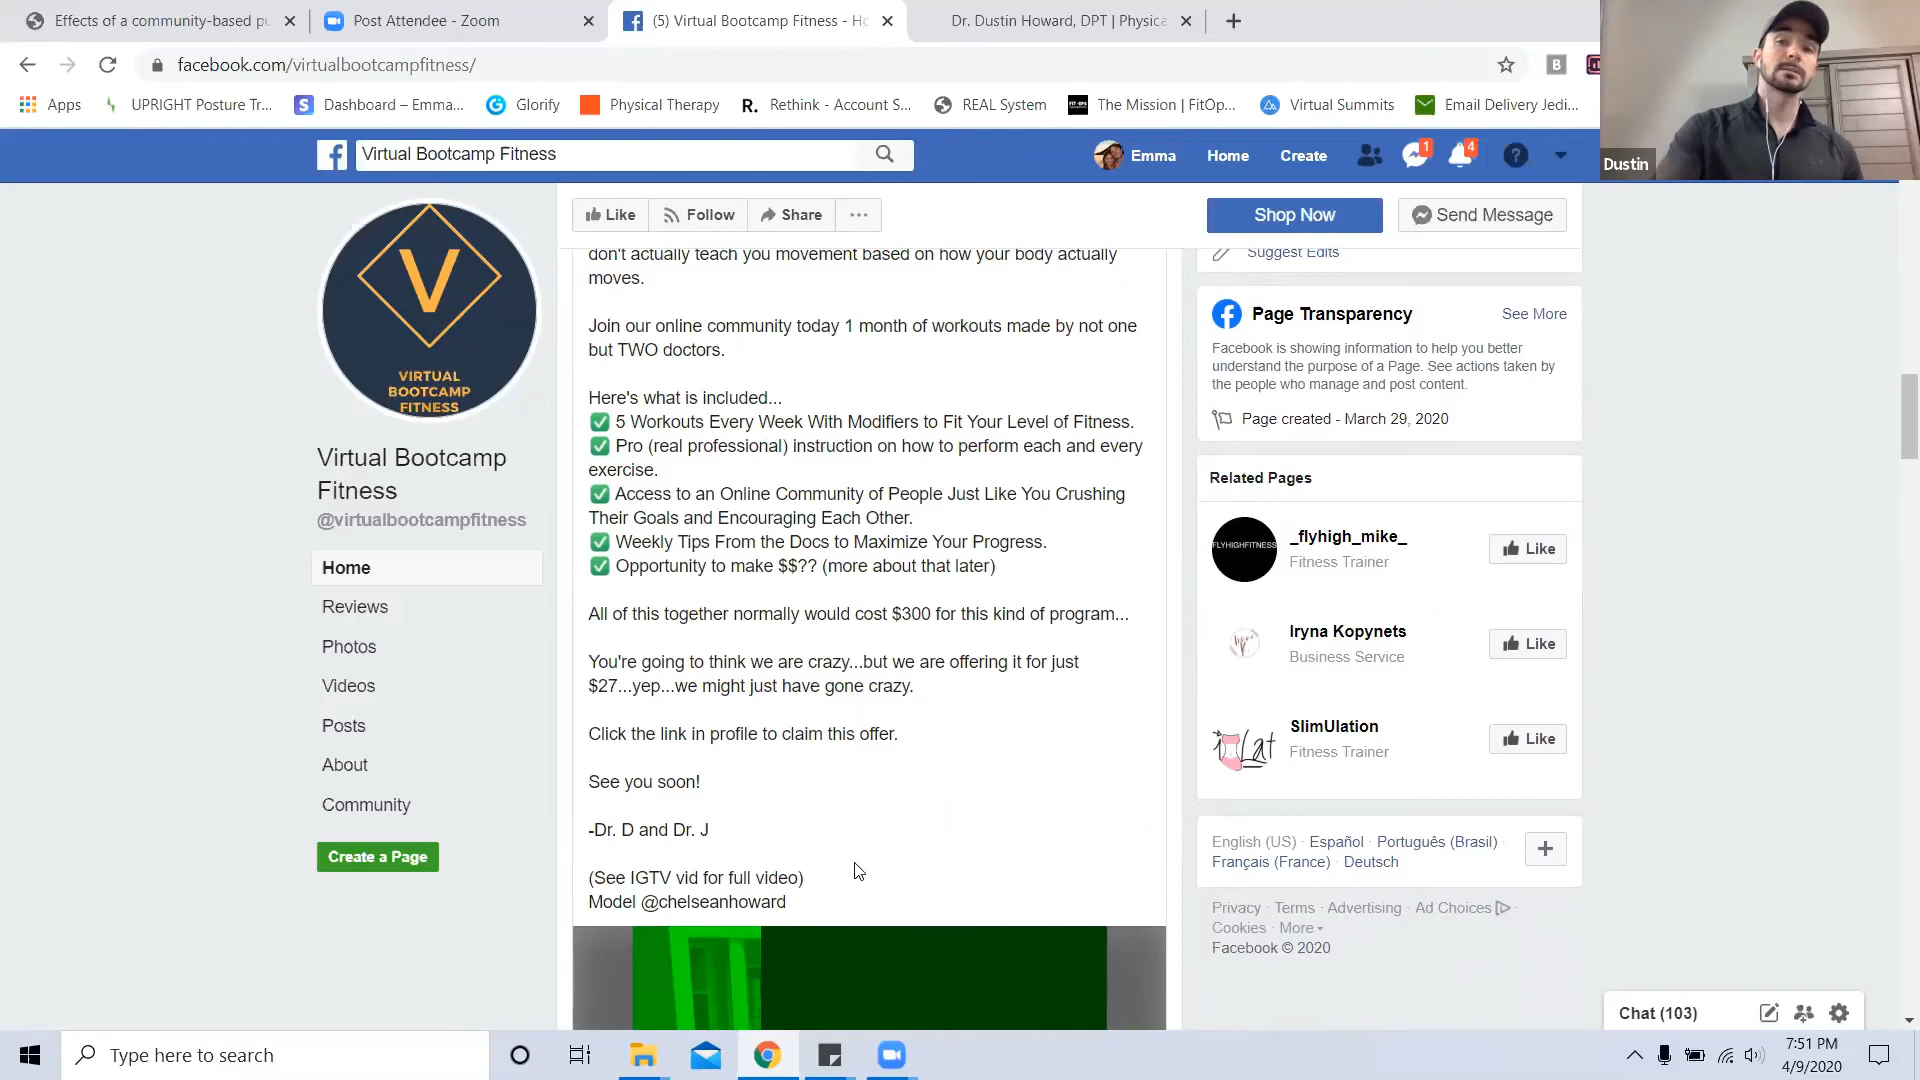 Effects of a community-based pu
Post Attendee - Zoom
(5) Virtual Bootcamp Fitness - Ho
Dr. Dustin Howard, DPT | Physica
facebook.com/virtualbootcampfitness/
B
Apps
UPRIGHT Posture Tr...
S
Dashboard – Emma...
Glorify
Physical Therapy
R.
Rethink - Account S...
REAL System
The Mission | FitOp...
Virtual Summits
Email Delivery Jedi...
Dustin
Virtual Bootcamp Fitness
Emma
Home
Create
1
4
Like
Follow
Share
Shop Now
Send Message
V
VIRTUAL
BOOTCAMP
FITNESS
Virtual Bootcamp
Fitness
@virtualbootcampfitness
Home
Reviews
Photos
Videos
Posts
About
Community
Create a Page
don't actually teach you movement based on how your body actually
moves.
Join our online community today 1 month of workouts made by not one
but TWO doctors.
Here's what is included...
✅ 5 Workouts Every Week With Modifiers to Fit Your Level of Fitness.
✅ Pro (real professional) instruction on how to perform each and every
exercise.
✅ Access to an Online Community of People Just Like You Crushing
Their Goals and Encouraging Each Other.
✅ Weekly Tips From the Docs to Maximize Your Progress.
✅ Opportunity to make $$?? (more about that later)
All of this together normally would cost $300 for this kind of program...
You're going to think we are crazy...but we are offering it for just
$27...yep...we might just have gone crazy.
Click the link in profile to claim this offer.
See you soon!
-Dr. D and Dr. J
(See IGTV vid for full video)
Model @chelseanhoward
Suggest Edits
Page Transparency
See More
Facebook is showing information to help you better
understand the purpose of a Page. See actions taken by
the people who manage and post content.
Page created - March 29, 2020
Related Pages
FLYHIGHFITNESS
_flyhigh_mike_
Fitness Trainer
Like
Iryna Kopynets
Business Service
Like
SlimUlation
Fitness Trainer
Like
English (US) · Español · Português (Brasil) ·
Français (France) · Deutsch
Privacy · Terms · Advertising · Ad Choices ·
Cookies · More
Facebook © 2020
Chat (103)
Type here to search
7:51 PM
4/9/2020